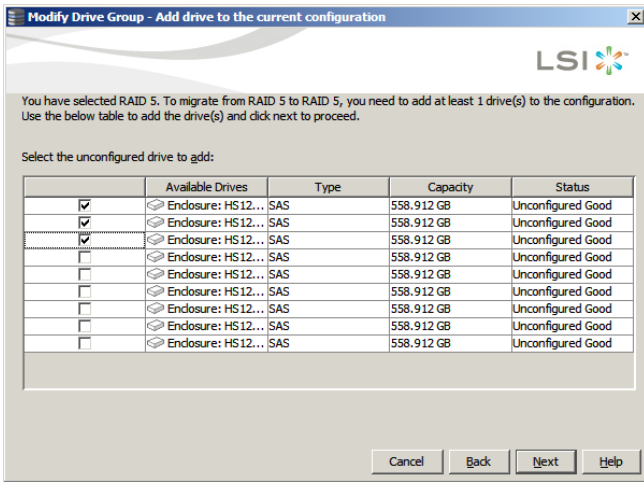 Modify Drive Group - Add drive to the current configuration
LSI
You have selected RAID 5. To migrate from RAID 5 to RAID 5, you need to add at least 1 drive(s) to the configuration.
Use the below table to add the drive(s) and click next to proceed.
Select the unconfigured drive to add:
Available Drives Type Capacity Status
Enclosure: HS12... SAS 558.912 GB Unconfigured Good
Enclosure: HS12... SAS 558.912 GB Unconfigured Good
Enclosure: HS12... SAS 558.912 GB Unconfigured Good
Enclosure: HS12... SAS 558.912 GB Unconfigured Good
Enclosure: HS12... SAS 558.912 GB Unconfigured Good
Enclosure: HS12... SAS 558.912 GB Unconfigured Good
Enclosure: HS12... SAS 558.912 GB Unconfigured Good
Enclosure: HS12... SAS 558.912 GB Unconfigured Good
Enclosure: HS12... SAS 558.912 GB Unconfigured Good
Cancel Back Next Help